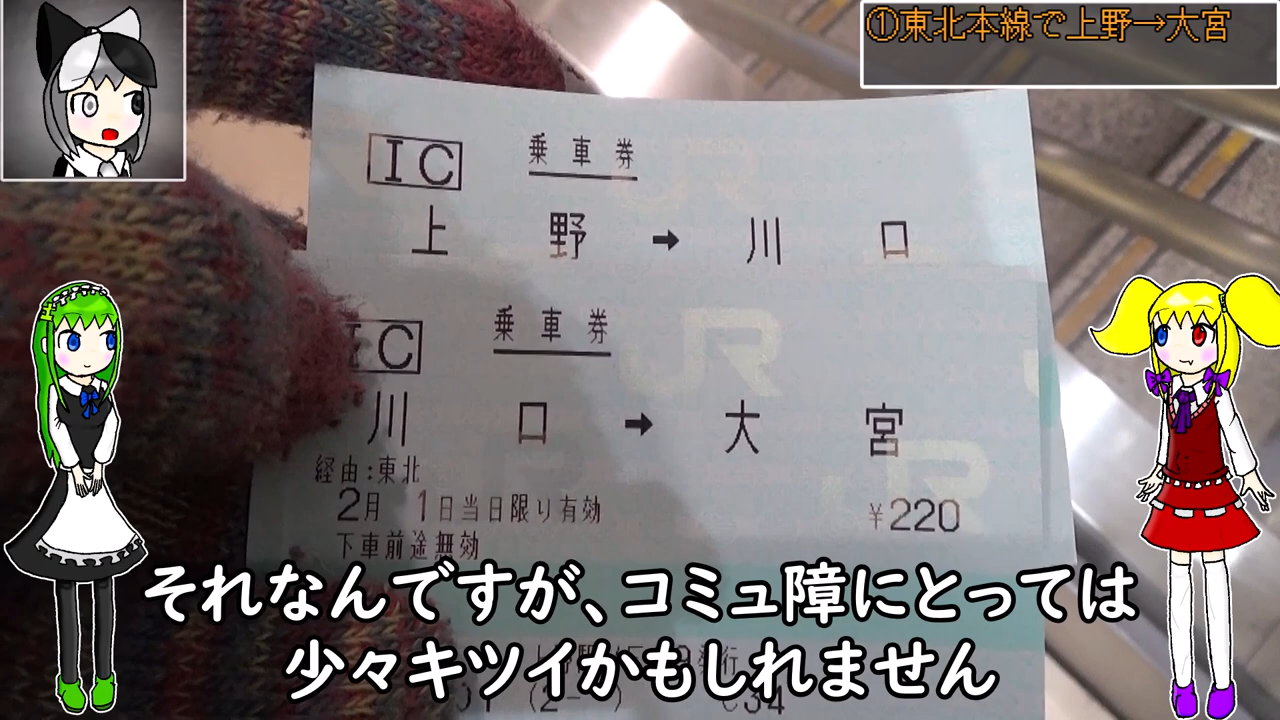 ①東北本線で上野→大宮
IC 乗車券
上野→川口
IC 乗車券
川口→大宮
経由:東北
2月 1日当日限り有効
¥220
下車前途無効
それなんですが、コミュ障にとっては
少々キツイかもしれません